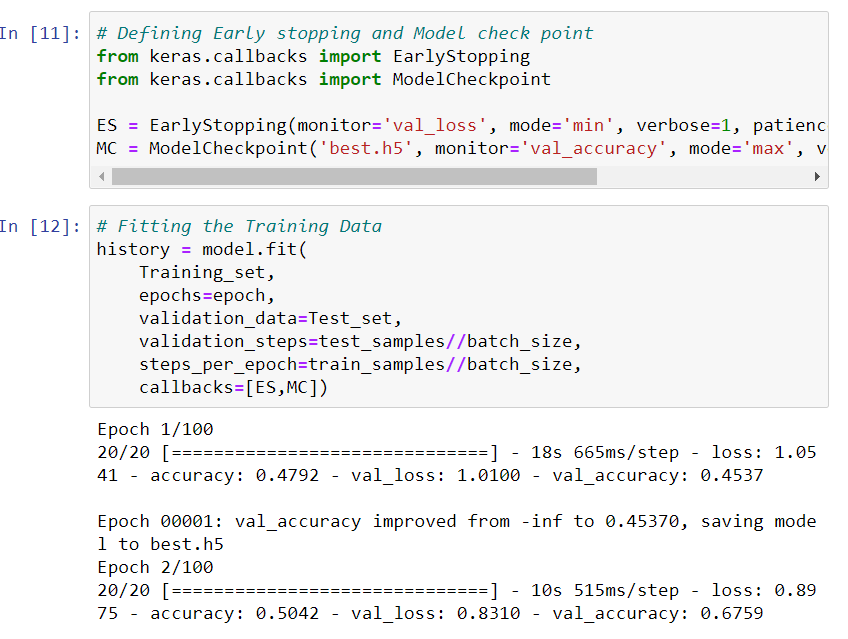 In [11]: # Defining Early stopping and Model check point
from keras.callbacks import EarlyStopping
from keras.callbacks import ModelCheckpoint
ES = EarlyStopping(monitor='val_loss', mode='min', verbose=1, patienc
MC = ModelCheckpoint('best.h5', monitor='val_accuracy', mode='max', v
In [12]: # Fitting the Training Data
history = model.fit(
    Training_set,
    epochs=epoch,
    validation_data=Test_set,
    validation_steps=test_samples//batch_size,
    steps_per_epoch=train_samples//batch_size,
    callbacks=[ES,MC])
Epoch 1/100
20/20 [==============================] - 18s 665ms/step - loss: 1.05
41 - accuracy: 0.4792 - val_loss: 1.0100 - val_accuracy: 0.4537
Epoch 00001: val_accuracy improved from -inf to 0.45370, saving mode
l to best.h5
Epoch 2/100
20/20 [==============================] - 10s 515ms/step - loss: 0.89
75 - accuracy: 0.5042 - val_loss: 0.8310 - val_accuracy: 0.6759